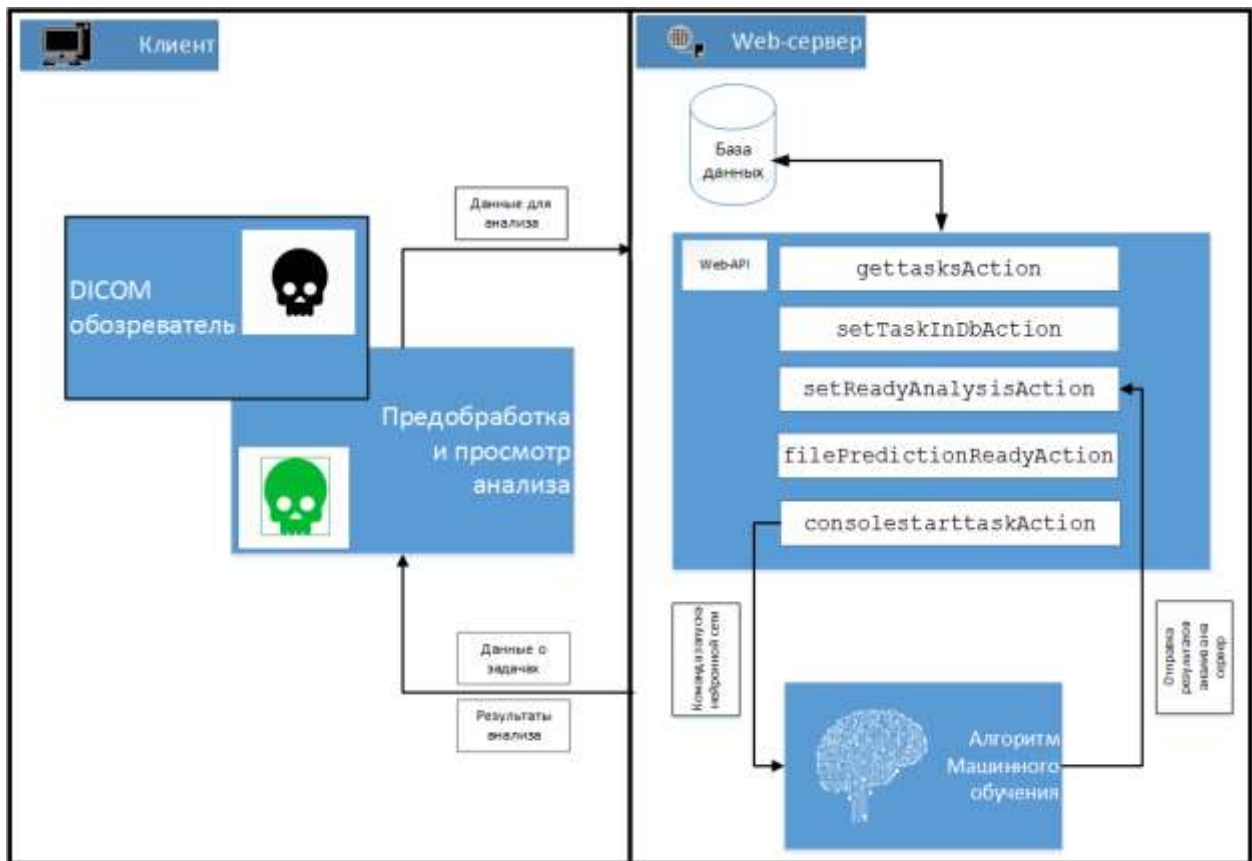 Клиент
DICOM
обозреватель
Предобработка
и просмотр
анализа
Данные для
анализа
Данные о
задачах
Результаты
анализа
Web-сервер
База
данных
Web-API
gettasksAction
setTaskInDbAction
setReadyAnalysisAction
filePredictionReadyAction
consolestarttaskAction
Команда запуска
нейронной сети
Отправка
результатов
анализа на
сервер
Алгоритм
Машинного
обучения